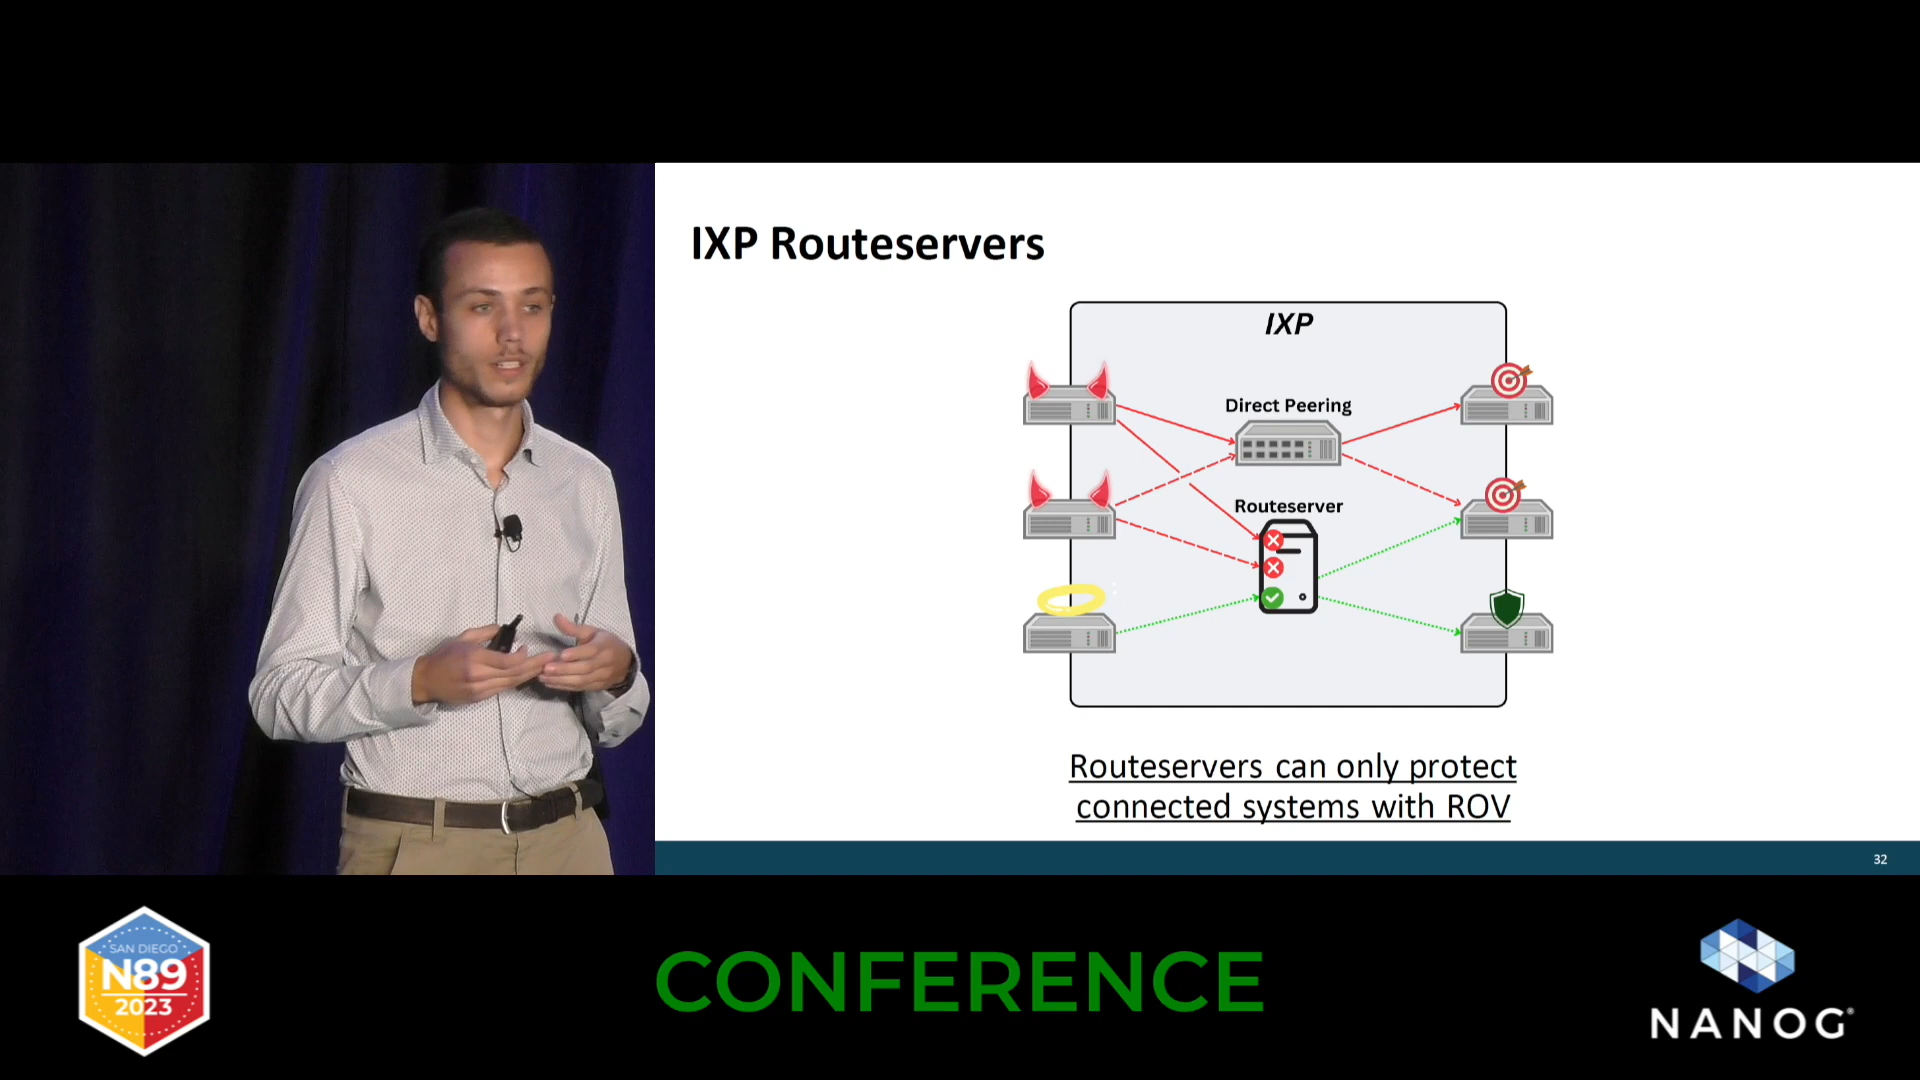 IXP Routeservers
IXP
Direct Peering
Routeserver
Routeservers can only protect
connected systems with ROV
32
SAN DIEGO
N89
2023
CONFERENCE
NANOG®